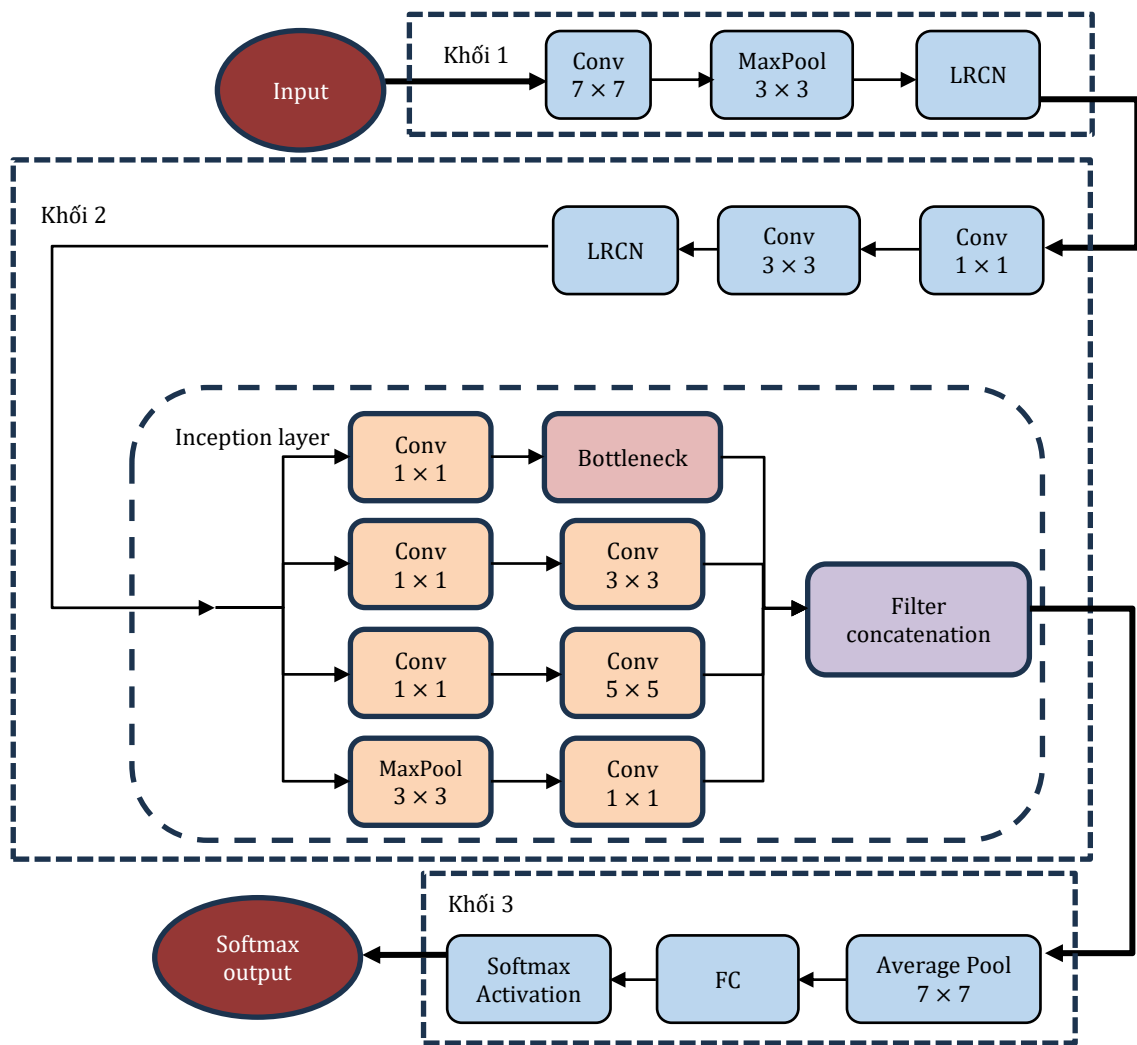 Input
Khối 1
Conv
7 × 7
MaxPool
3 × 3
LRCN
Khối 2
LRCN
Conv
3 × 3
Conv
1 × 1
Inception layer
Conv
1 × 1
Bottleneck
Conv
1 × 1
Conv
3 × 3
Conv
1 × 1
Conv
5 × 5
MaxPool
3 × 3
Conv
1 × 1
Filter
concatenation
Khối 3
Softmax
output
Softmax
Activation
FC
Average Pool
7 × 7